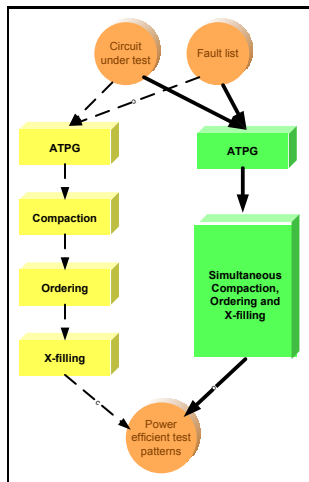 Circuit
under test
Fault list
ATPG
ATPG
Compaction
Ordering
X-filling
Simultaneous
Compaction,
Ordering and
X-filling
Power
efficient test
patterns